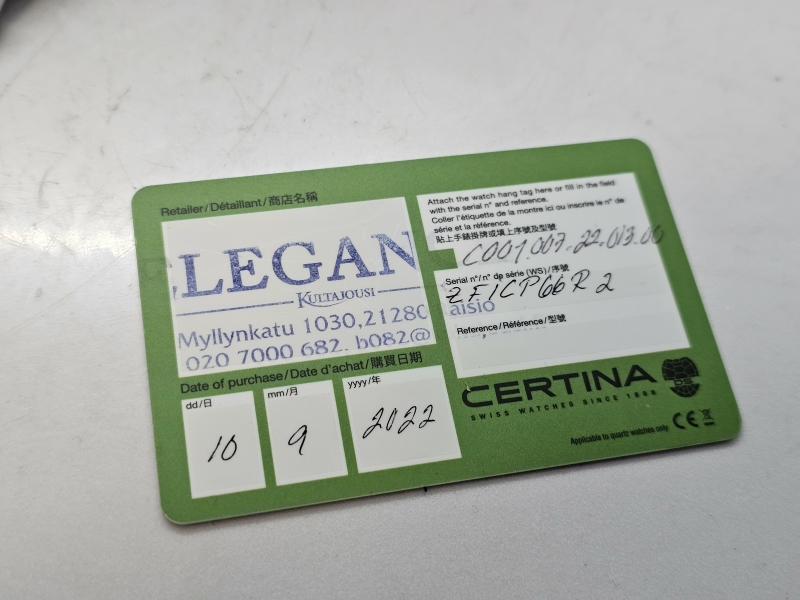 Retailer/Détaillant/商店名稱
ELEGAN
KULTAJOUSI
Myllynkatu 1030,21280
020 7000 682. b082@
aisio
Date of purchase/Date d'achat/購買日期
dd/日
mm/月
yyyy/年
10
9
2022
Attach the watch hang tag here or fill in the field:
with the serial n° and reference.
Coller l'étiquette de la montre ici ou inscrire le n° de
série et la référence.
貼上手錶掛牌或填上序號及型號
C001.007.22.013.00
Serial n°/n° de série (WS)/序號
ZF1CP66R2
Reference/Référence/型號
CERTINA
DS
SWISS WATCHES SINCE 1888
CE
Applicable to quartz watches only